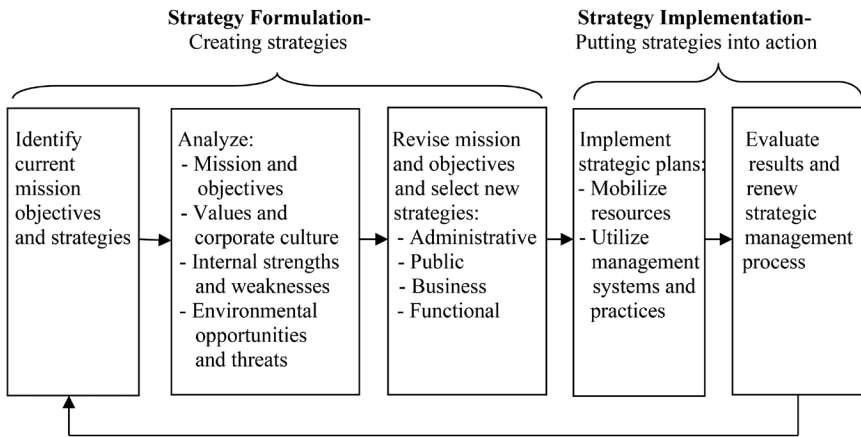 Strategy Formulation-
Creating strategies
Strategy Implementation-
Putting strategies into action
Identify
current
mission
objectives
and strategies
Analyze:
- Mission and
objectives
- Values and
corporate culture
- Internal strengths
and weaknesses
- Environmental
opportunities
and threats
Revise mission
and objectives
and select new
strategies:
- Administrative
- Public
- Business
- Functional
Implement
strategic plans:
- Mobilize
resources
- Utilize
management
systems and
practices
Evaluate
results and
renew
strategic
management
process